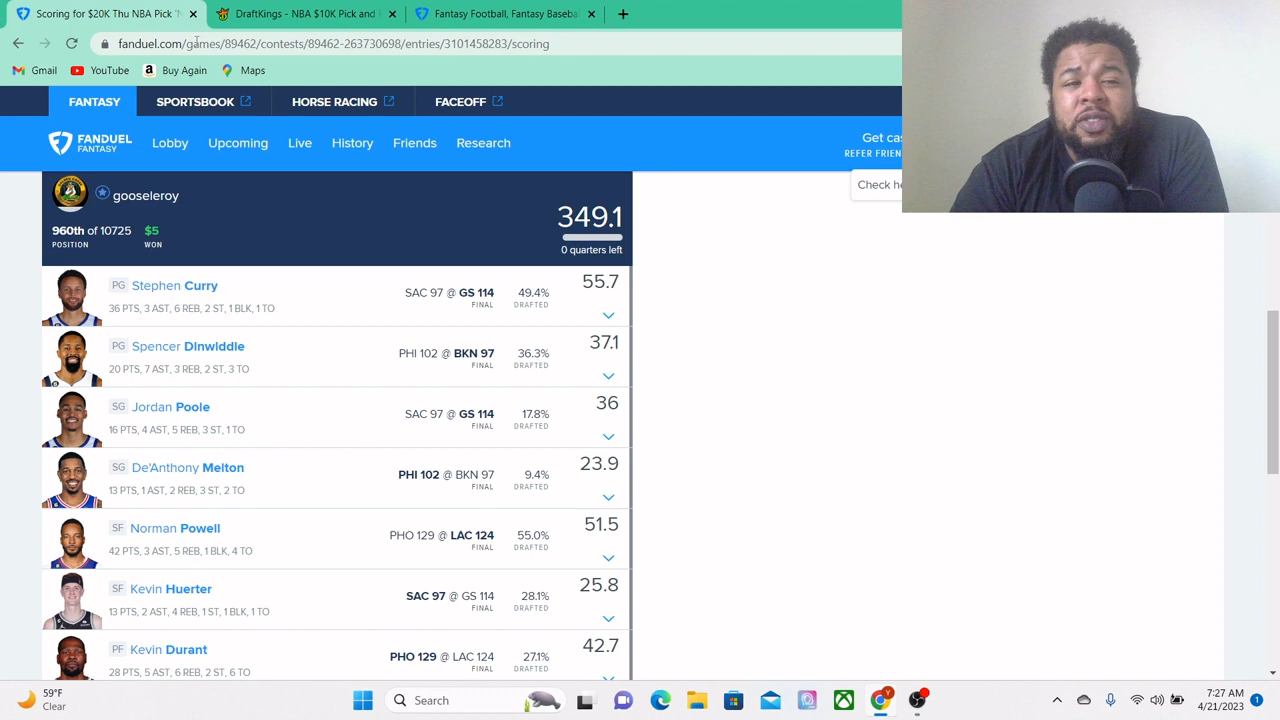 Scoring for $20K Thu NBA Pick '
DraftKings - NBA $10K Pick and
Fantasy Football, Fantasy Baseba
fanduel.com/games/89462/contests/89462-263730698/entries/3101458283/scoring
Gmail YouTube Buy Again Maps
FANTASY SPORTSBOOK HORSE RACING FACEOFF
FANDUEL FANTASY Lobby Upcoming Live History Friends Research
Get cas
REFER FRIEN
Check he
gooseleroy
349.1
960th of 10725 $5
POSITION WON
0 quarters left
PG Stephen Curry SAC 97 @ GS 114 49.4% 55.7
36 PTS, 3 AST, 6 REB, 2 ST, 1 BLK, 1 TO FINAL DRAFTED
PG Spencer Dinwiddie PHI 102 @ BKN 97 36.3% 37.1
20 PTS, 7 AST, 3 REB, 2 ST, 3 TO FINAL DRAFTED
SG Jordan Poole SAC 97 @ GS 114 17.8% 36
16 PTS, 4 AST, 5 REB, 3 ST, 1 TO FINAL DRAFTED
SG De'Anthony Melton PHI 102 @ BKN 97 9.4% 23.9
13 PTS, 1 AST, 2 REB, 3 ST, 2 TO FINAL DRAFTED
SF Norman Powell PHO 129 @ LAC 124 55.0% 51.5
42 PTS, 3 AST, 5 REB, 1 BLK, 4 TO FINAL DRAFTED
SF Kevin Huerter SAC 97 @ GS 114 28.1% 25.8
13 PTS, 2 AST, 4 REB, 1 ST, 1 BLK, 1 TO FINAL DRAFTED
PF Kevin Durant PHO 129 @ LAC 124 27.1% 42.7
28 PTS, 5 AST, 6 REB, 2 ST, 6 TO FINAL DRAFTED
59°F
Clear
Search
7:27 AM
4/21/2023
1